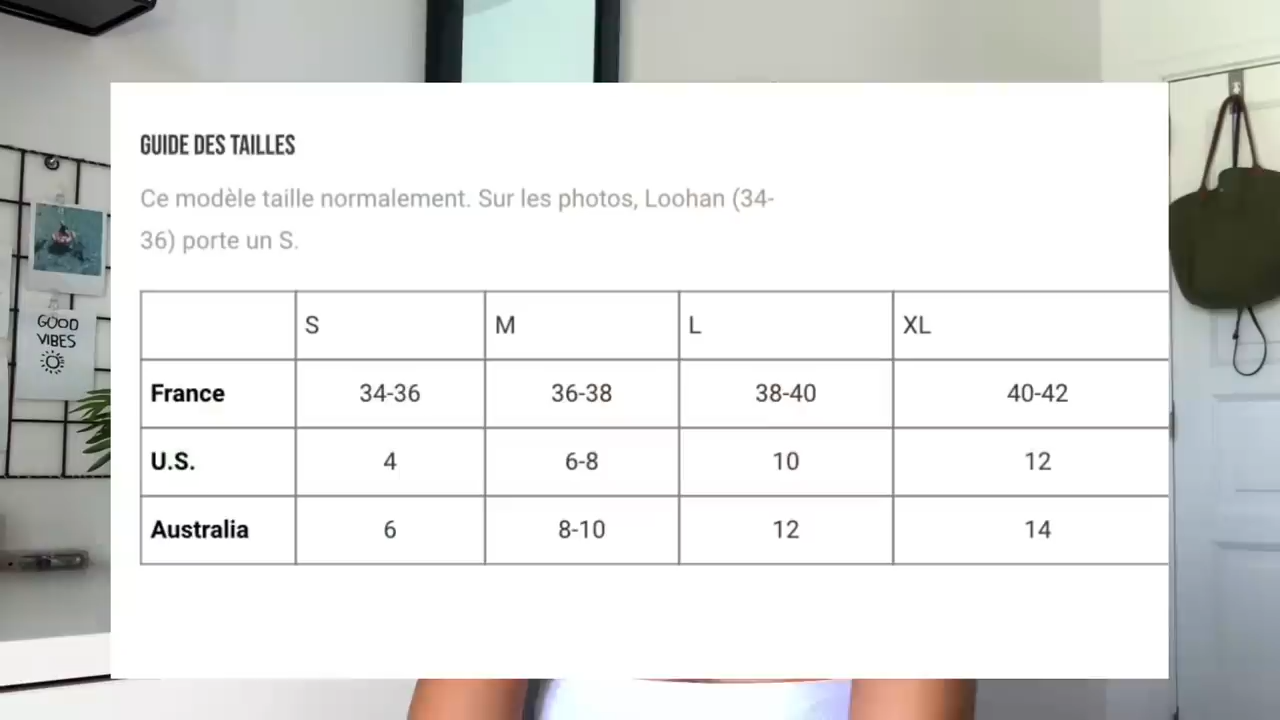 GUIDE DES TAILLES
Ce modèle taille normalement. Sur les photos, Loohan (34-
36) porte un S.
S M L XL
France 34-36 36-38 38-40 40-42
U.S. 4 6-8 10 12
Australia 6 8-10 12 14
GOOD
VIBES